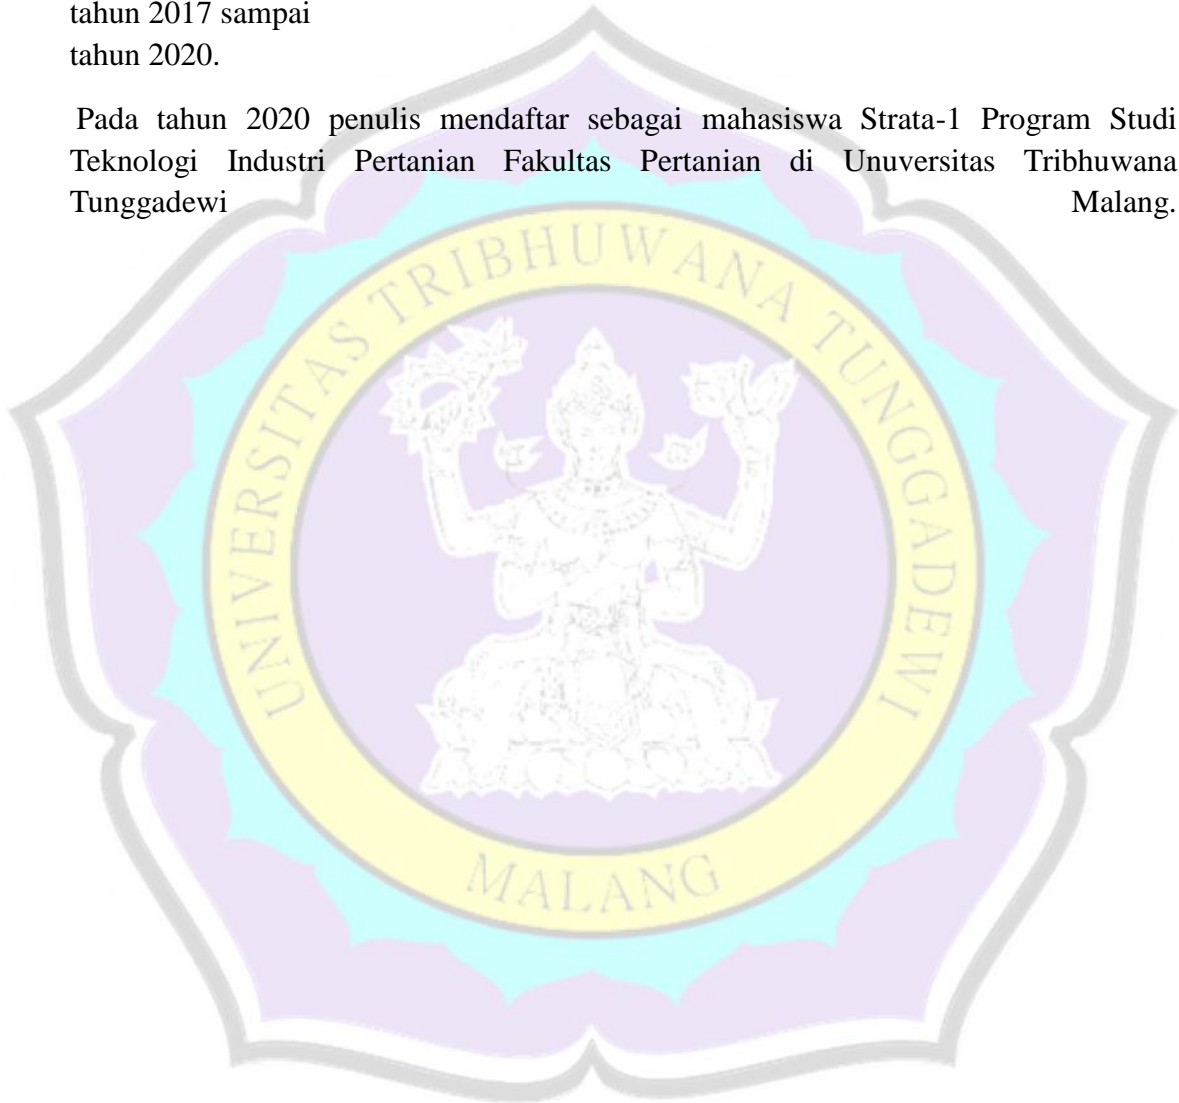 tahun 2017 sampai
tahun 2020.
Pada tahun 2020 penulis mendaftar sebagai mahasiswa Strata-1 Program Studi
Teknologi Industri Pertanian Fakultas Pertanian di Unuversitas Tribhuwana
Tunggadewi Malang.
UNIVERSITAS TRIBHUWANA TUNGGADEWI
MALANG